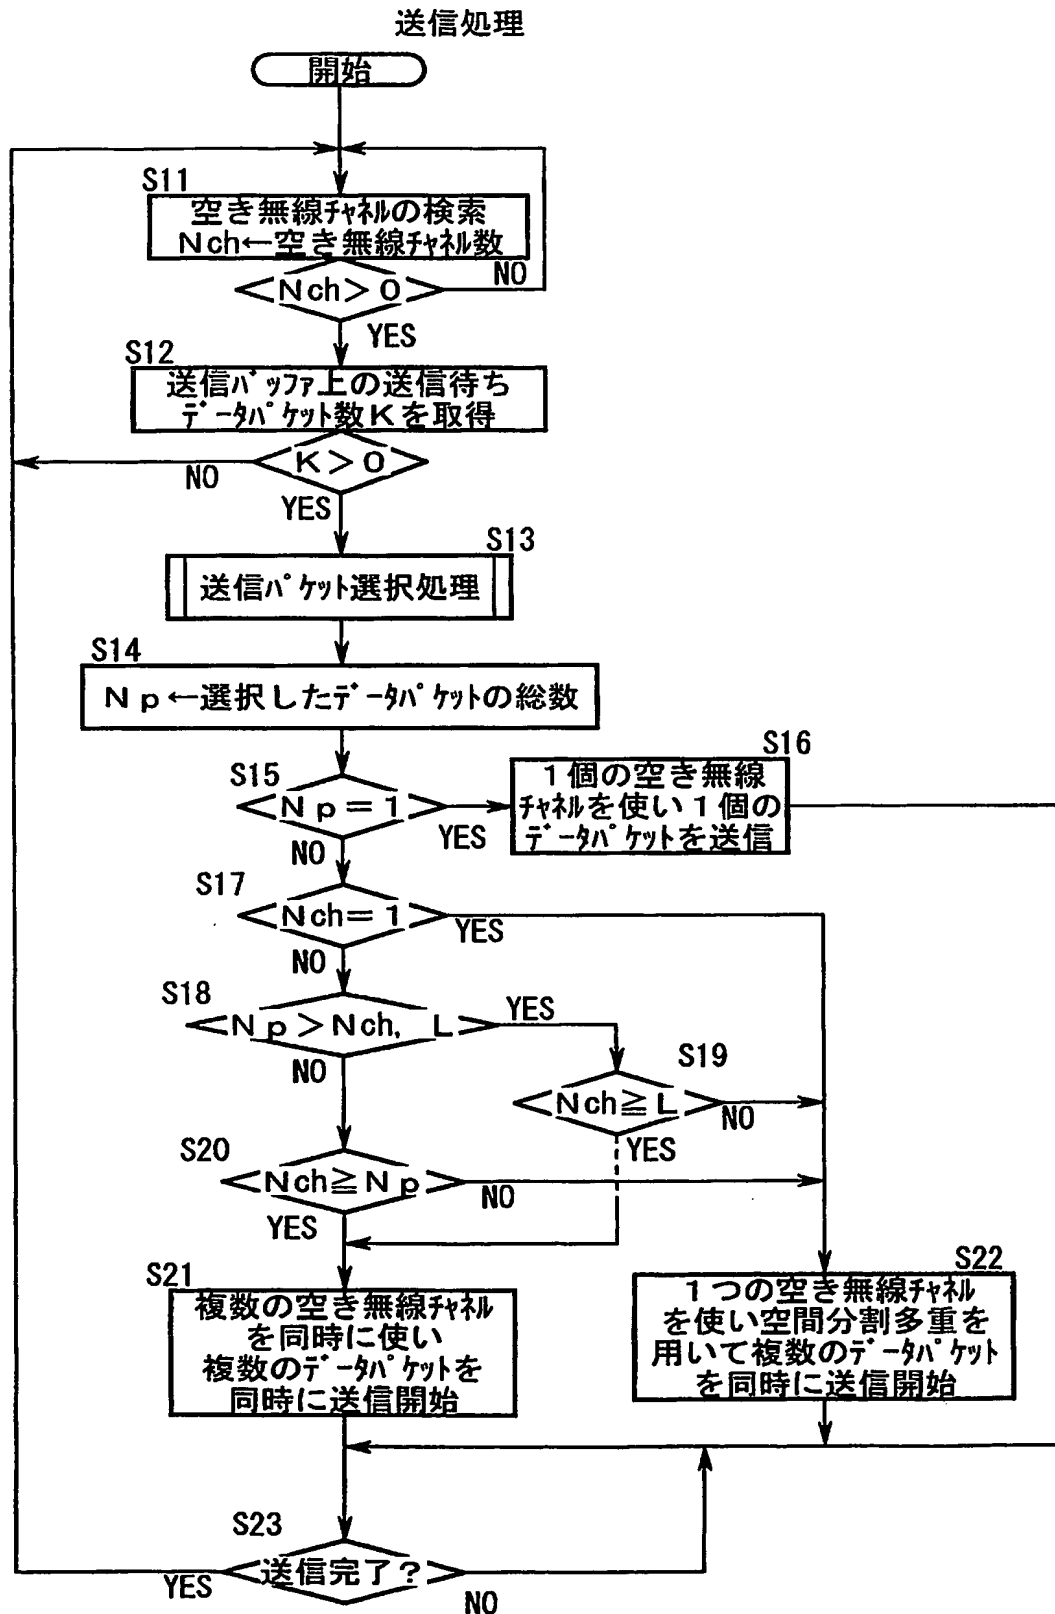 送信処理
開始
S11
空き無線チャネルの検索
Nch←空き無線チャネル数
NO
Nch>0
YES
S12
送信バッファ上の送信待ち
データパケット数Kを取得
K>0
NO
YES
S13
送信パケット選択処理
S14
Np←選択したデータパケットの総数
S15
Np=1
YES
NO
S16
1個の空き無線
チャネルを使い1個の
データパケットを送信
S17
Nch=1
YES
NO
S18
Np>Nch, L
YES
NO
S19
Nch≧L
NO
YES
S20
Nch≧Np
NO
YES
S21
複数の空き無線チャネル
を同時に使い
複数のデータパケットを
同時に送信開始
S22
1つの空き無線チャネル
を使い空間分割多重を
用いて複数のデータパケット
を同時に送信開始
S23
送信完了?
YES
NO